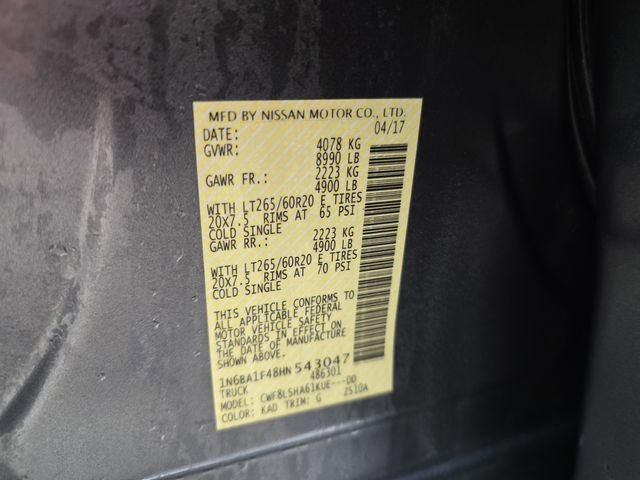 MFD BY NISSAN MOTOR CO., LTD.
DATE: 04/17
GVWR: 4078 KG
8990 LB
GAWR FR.: 2223 KG
4900 LB
WITH LT265/60R20 E TIRES
20X7.5 RIMS AT 65 PSI
COLD SINGLE
GAWR RR.: 2223 KG
4900 LB
WITH LT265/60R20 E TIRES
20X7.5 RIMS AT 70 PSI
COLD SINGLE
THIS VEHICLE CONFORMS TO
ALL APPLICABLE FEDERAL
MOTOR VEHICLE SAFETY
STANDARDS IN EFFECT ON
THE DATE OF MANUFACTURE
SHOWN ABOVE.
1N6BA1F48HN543047
TRUCK 486301
MODEL: CWF8LSHA61KUE---DD
COLOR: KAD TRIM: G 2510A